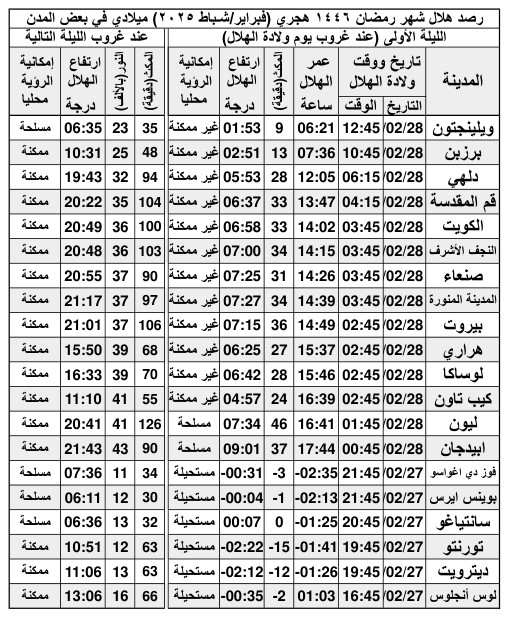 رصد هلال شهر رمضان ١٤٤٦ هجري (فبراير/شباط ٢٠٢٥) ميلادي في بعض المدن
الليلة الأولى (عند غروب يوم ولادة الهلال) عند غروب الليلة التالية
المدينة تاريخ ووقت ولادة الهلال عمر الهلال ساعة المكث(دقيقة) ارتفاع الهلال درجة إمكانية الرؤية محليا المكث(دقيقة) النور(بالألف) ارتفاع الهلال درجة إمكانية الرؤية محليا
التاريخ الوقت
ويلينجتون 02/28 12:45 06:21 9 01:53 غير ممكنة 35 23 06:35 مسلحة
برزبن 02/28 10:45 07:36 13 02:51 غير ممكنة 48 25 10:31 ممكنة
دلهي 02/28 06:15 12:05 28 05:53 غير ممكنة 94 32 19:43 ممكنة
قم المقدسة 02/28 04:15 13:47 33 06:37 غير ممكنة 104 35 20:22 ممكنة
الكويت 02/28 03:45 14:02 33 06:58 غير ممكنة 100 36 20:49 ممكنة
النجف الأشرف 02/28 03:45 14:15 34 07:00 غير ممكنة 103 36 20:48 ممكنة
صنعاء 02/28 03:45 14:26 31 07:25 غير ممكنة 90 37 20:55 ممكنة
المدينة المنورة 02/28 03:45 14:39 34 07:27 غير ممكنة 97 37 21:17 ممكنة
بيروت 02/28 02:45 14:49 36 07:15 غير ممكنة 106 37 21:01 ممكنة
هراري 02/28 02:45 15:37 27 06:25 غير ممكنة 68 39 15:50 ممكنة
لوساكا 02/28 02:45 15:46 28 06:42 غير ممكنة 70 39 16:33 ممكنة
كيب تاون 02/28 02:45 16:39 24 04:57 غير ممكنة 55 41 11:10 ممكنة
ليون 02/28 01:45 16:41 46 07:34 مسلحة 126 41 20:41 ممكنة
ابيدجان 02/28 00:45 17:44 37 09:01 مسلحة 90 43 21:43 ممكنة
فوز دي اغواسو 02/27 21:45 -02:35 -3 -00:31 مستحيلة 34 11 07:36 مسلحة
بوينس ايرس 02/27 21:45 -02:13 -1 -00:04 مستحيلة 30 12 06:11 مسلحة
سانتياغو 02/27 20:45 -01:25 0 00:07 مستحيلة 32 13 06:36 مسلحة
تورنتو 02/27 19:45 -01:41 -15 -02:22 مستحيلة 63 12 10:51 ممكنة
ديترويت 02/27 19:45 -01:26 -12 -02:12 مستحيلة 63 13 11:06 ممكنة
لوس أنجلوس 02/27 16:45 01:03 -2 -00:35 مستحيلة 66 16 13:06 ممكنة